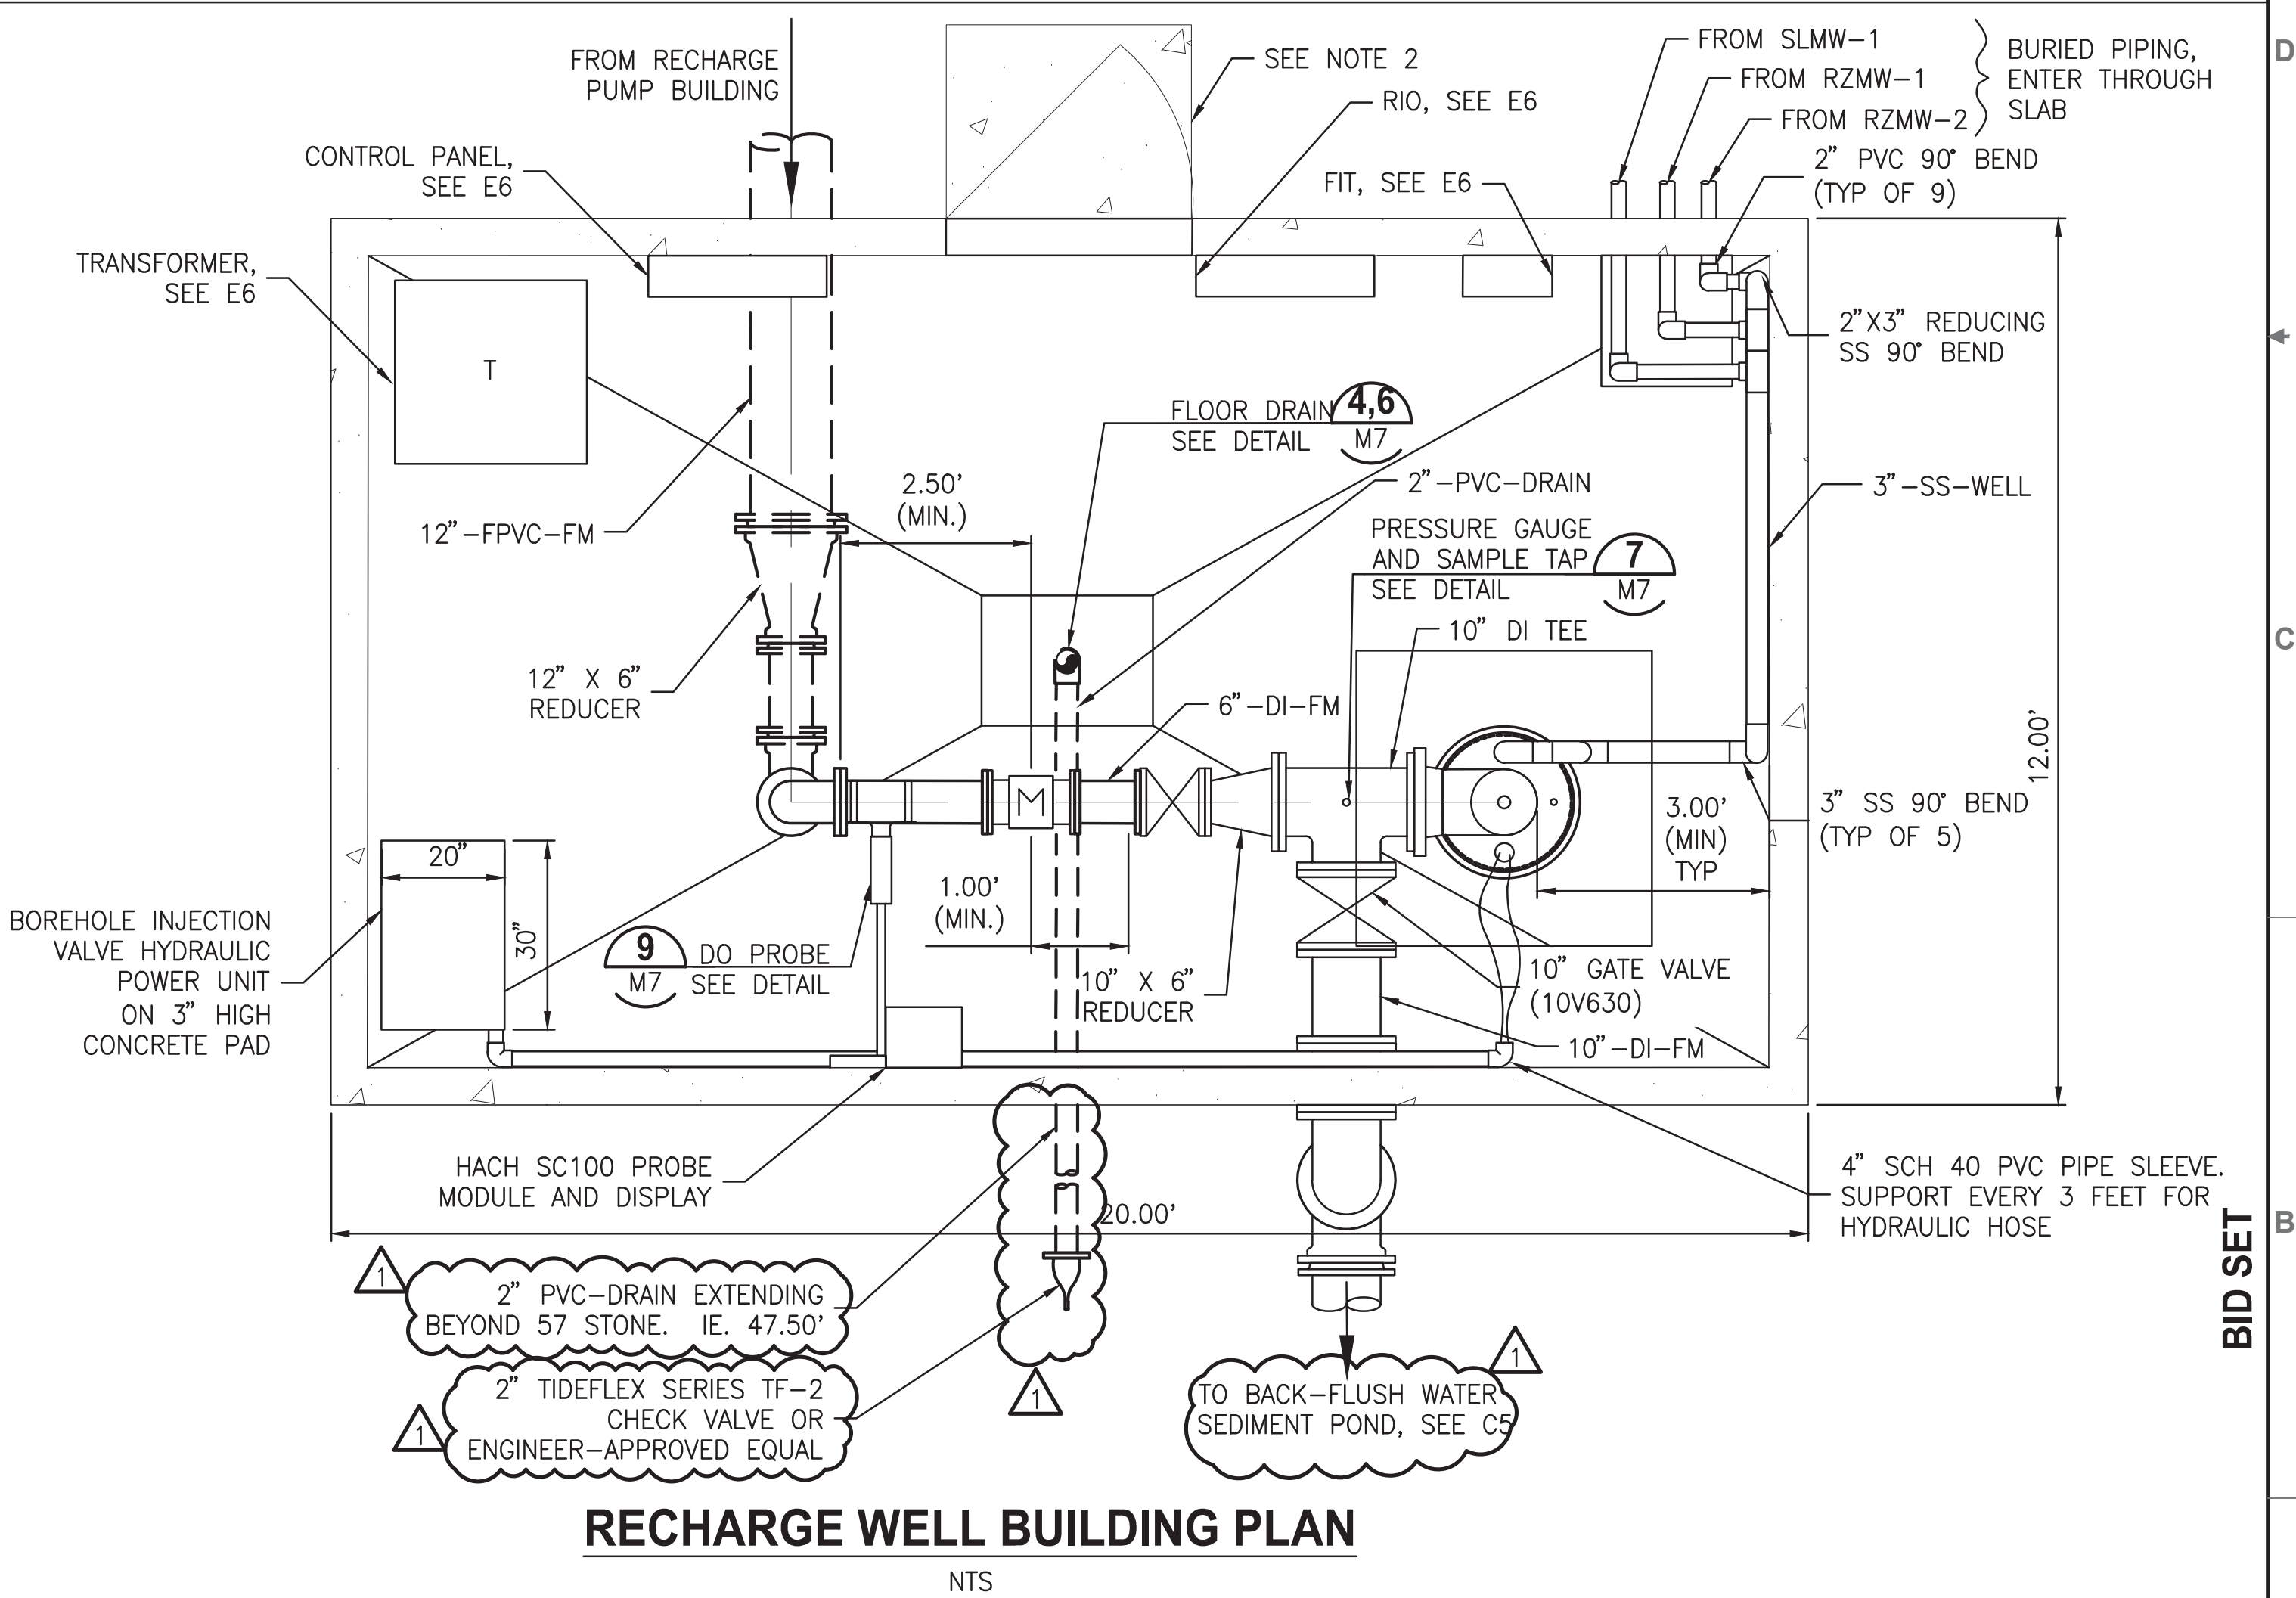 FROM RECHARGE
PUMP BUILDING
SEE NOTE 2
FROM SLMW-1
FROM RZMW-1
FROM RZMW-2
BURIED PIPING,
ENTER THROUGH
SLAB
D
RIO, SEE E6
CONTROL PANEL,
SEE E6
FIT, SEE E6
2" PVC 90° BEND
(TYP OF 9)
TRANSFORMER,
SEE E6
T
2"X3" REDUCING
SS 90° BEND
FLOOR DRAIN
SEE DETAIL
4,6
M7
2.50'
(MIN.)
2"-PVC-DRAIN
3"-SS-WELL
12"-FPVC-FM
PRESSURE GAUGE
AND SAMPLE TAP
SEE DETAIL
7
M7
10" DI TEE
C
12" X 6"
REDUCER
6"-DI-FM
12.00'
M
3.00'
(MIN)
TYP
3" SS 90° BEND
(TYP OF 5)
20"
30"
1.00'
(MIN.)
BOREHOLE INJECTION
VALVE HYDRAULIC
POWER UNIT
ON 3" HIGH
CONCRETE PAD
9
M7
DO PROBE
SEE DETAIL
10" X 6"
REDUCER
10" GATE VALVE
(10V630)
10"-DI-FM
HACH SC100 PROBE
MODULE AND DISPLAY
4" SCH 40 PVC PIPE SLEEVE.
SUPPORT EVERY 3 FEET FOR
HYDRAULIC HOSE
20.00'
B
BID SET
1
2" PVC-DRAIN EXTENDING
BEYOND 57 STONE. IE. 47.50'
1
2" TIDEFLEX SERIES TF-2
CHECK VALVE OR
ENGINEER-APPROVED EQUAL
1
1
TO BACK-FLUSH WATER
SEDIMENT POND, SEE C5
RECHARGE WELL BUILDING PLAN
NTS